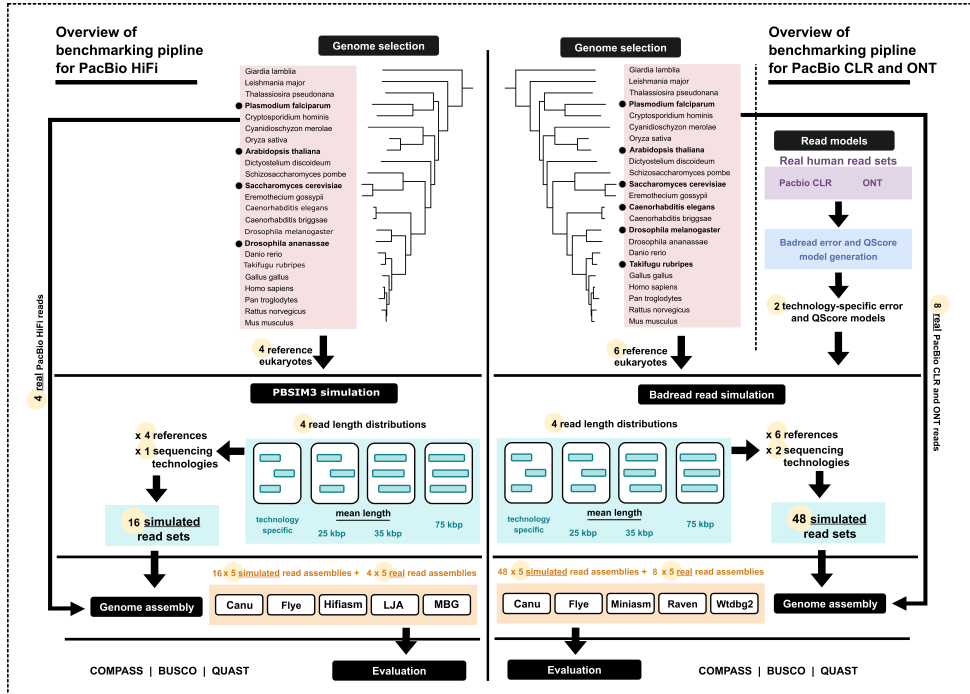 Overview of
benchmarking pipline
for PacBio HiFi
Genome selection
Giardia lamblia
Leishmania major
Thalassiosira pseudonana
Plasmodium falciparum
Cryptosporidium hominis
Cyanidioschyzon merolae
Oryza sativa
Arabidopsis thaliana
Dictyostelium discoideum
Schizosaccharomyces pombe
Saccharomyces cerevisiae
Eremothecium gossypii
Caenorhabditis elegans
Caenorhabditis briggsae
Drosophila melanogaster
Drosophila ananassae
Danio rerio
Takifugu rubripes
Gallus gallus
Homo sapiens
Pan troglodytes
Rattus norvegicus
Mus musculus
4 reference
eukaryotes
4 real PacBio HiFi reads
PBSIM3 simulation
4 read length distributions
x 4 references
x 1 sequencing
technologies
technology
specific
mean length
25 kbp
35 kbp
75 kbp
16 simulated
read sets
16 x 5 simulated read assemblies + 4 x 5 real read assemblies
Genome assembly
Canu
Flye
Hifiasm
LJA
MBG
Evaluation
COMPASS | BUSCO | QUAST
Overview of
benchmarking pipline
for PacBio CLR and ONT
Genome selection
Giardia lamblia
Leishmania major
Thalassiosira pseudonana
Plasmodium falciparum
Cryptosporidium hominis
Cyanidioschyzon merolae
Oryza sativa
Arabidopsis thaliana
Dictyostelium discoideum
Schizosaccharomyces pombe
Saccharomyces cerevisiae
Eremothecium gossypii
Caenorhabditis elegans
Caenorhabditis briggsae
Drosophila melanogaster
Drosophila ananassae
Danio rerio
Takifugu rubripes
Gallus gallus
Homo sapiens
Pan troglodytes
Rattus norvegicus
Mus musculus
6 reference
eukaryotes
Read models
Real human read sets
Pacbio CLR
ONT
Badread error and QScore
model generation
2 technology-specific error
and QScore models
8 real PacBio CLR and ONT reads
Badread read simulation
4 read length distributions
x 6 references
x 2 sequencing
technologies
technology
specific
mean length
25 kbp
35 kbp
75 kbp
48 simulated
read sets
48 x 5 simulated read assemblies + 8 x 5 real read assemblies
Canu
Flye
Miniasm
Raven
Wtdbg2
Genome assembly
Evaluation
COMPASS | BUSCO | QUAST